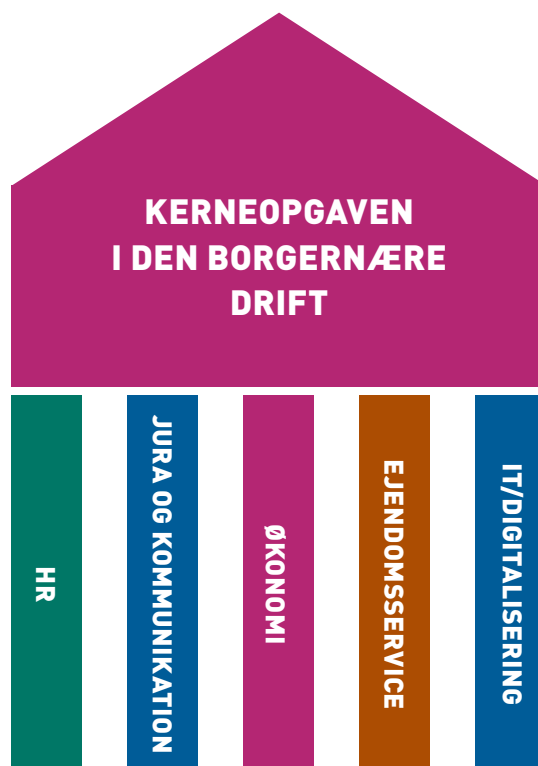 KERNEOPGAVEN
I DEN BORGERNÆRE
DRIFT
HR
JURA OG KOMMUNIKATION
ØKONOMI
EJENDOMSSERVICE
IT/DIGITALISERING